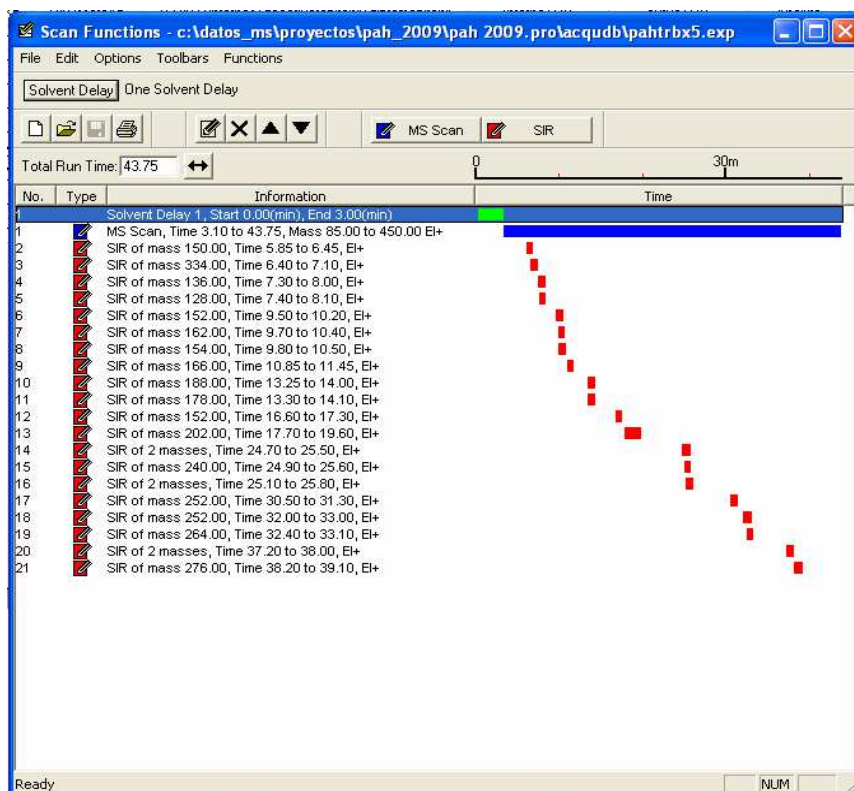 Scan Functions - c:\datos_ms\proyectos\pah_2009\pah 2009.pro\acqudb\pahtrbx5.exp
File Edit Options Toolbars Functions
Solvent Delay One Solvent Delay
MS Scan SIR
Total Run Time: 43.75 0 30m
No. Type Information Time
1 Solvent Delay 1, Start 0.00(min), End 3.00(min)
1 MS Scan, Time 3.10 to 43.75, Mass 85.00 to 450.00 EI+
2 SIR of mass 150.00, Time 5.85 to 6.45, EI+
3 SIR of mass 334.00, Time 6.40 to 7.10, EI+
4 SIR of mass 136.00, Time 7.30 to 8.00, EI+
5 SIR of mass 128.00, Time 7.40 to 8.10, EI+
6 SIR of mass 152.00, Time 9.50 to 10.20, EI+
7 SIR of mass 162.00, Time 9.70 to 10.40, EI+
8 SIR of mass 154.00, Time 9.80 to 10.50, EI+
9 SIR of mass 166.00, Time 10.85 to 11.45, EI+
10 SIR of mass 188.00, Time 13.25 to 14.00, EI+
11 SIR of mass 178.00, Time 13.30 to 14.10, EI+
12 SIR of mass 152.00, Time 16.60 to 17.30, EI+
13 SIR of mass 202.00, Time 17.70 to 19.60, EI+
14 SIR of 2 masses, Time 24.70 to 25.50, EI+
15 SIR of mass 240.00, Time 24.90 to 25.60, EI+
16 SIR of 2 masses, Time 25.10 to 25.80, EI+
17 SIR of mass 252.00, Time 30.50 to 31.30, EI+
18 SIR of mass 252.00, Time 32.00 to 33.00, EI+
19 SIR of mass 264.00, Time 32.40 to 33.10, EI+
20 SIR of 2 masses, Time 37.20 to 38.00, EI+
21 SIR of mass 276.00, Time 38.20 to 39.10, EI+
Ready NUM